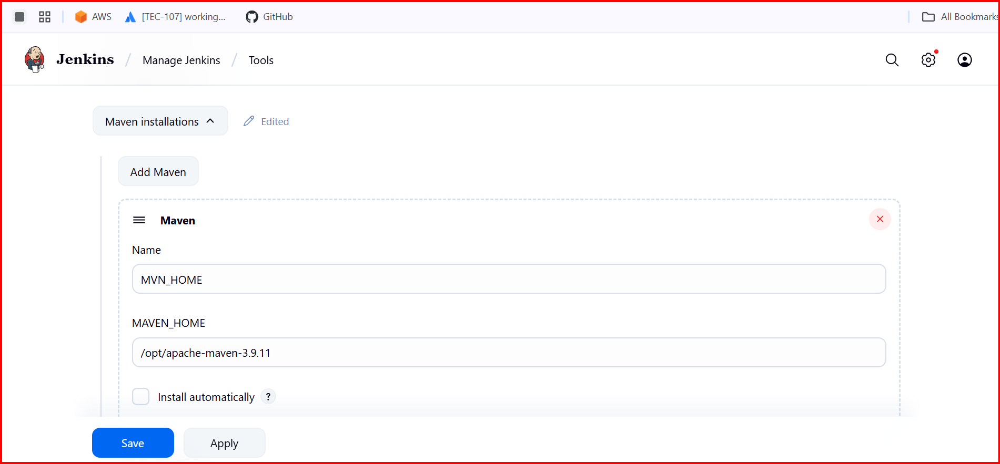 AWS [TEC-107] working... GitHub All Bookmarks
Jenkins / Manage Jenkins / Tools
Maven installations Edited
Add Maven
Maven
Name
MVN_HOME
MAVEN_HOME
/opt/apache-maven-3.9.11
Install automatically ?
Save Apply